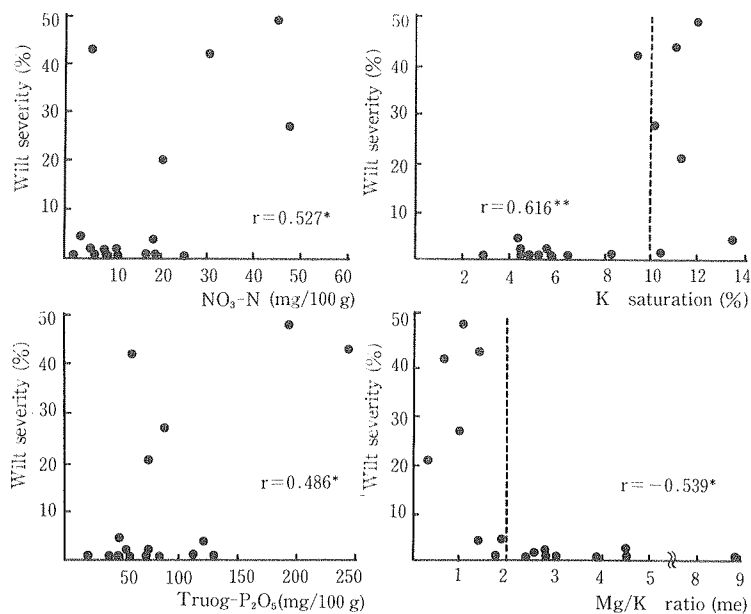 50
40
30
20
10
Wilt severity (%)
r=0.527*
10 20 30 40 50 60
NO₃-N (mg/100 g)
50
40
30
20
10
Wilt severity (%)
r=0.616**
2 4 6 8 10 12 14
K saturation (%)
50
40
30
20
10
Wilt severity (%)
r=0.486*
50 100 150 200 250
Truog-P₂O₅(mg/100 g)
50
40
30
20
10
Wilt severity (%)
r=-0.539*
1 2 3 4 5 8 9
Mg/K ratio (me)